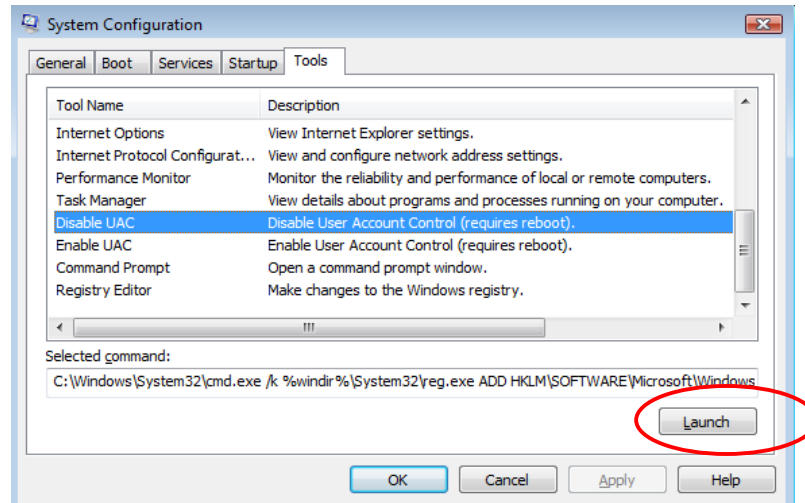 System Configuration
General Boot Services Startup Tools
Tool Name Description
Internet Options View Internet Explorer settings.
Internet Protocol Configurat... View and configure network address settings.
Performance Monitor Monitor the reliability and performance of local or remote computers.
Task Manager View details about programs and processes running on your computer.
Disable UAC Disable User Account Control (requires reboot).
Enable UAC Enable User Account Control (requires reboot).
Command Prompt Open a command prompt window.
Registry Editor Make changes to the Windows registry.
Selected command:
C:\Windows\System32\cmd.exe /k %windir%\System32\reg.exe ADD HKLM\SOFTWARE\Microsoft\Windows
Launch
OK Cancel Apply Help